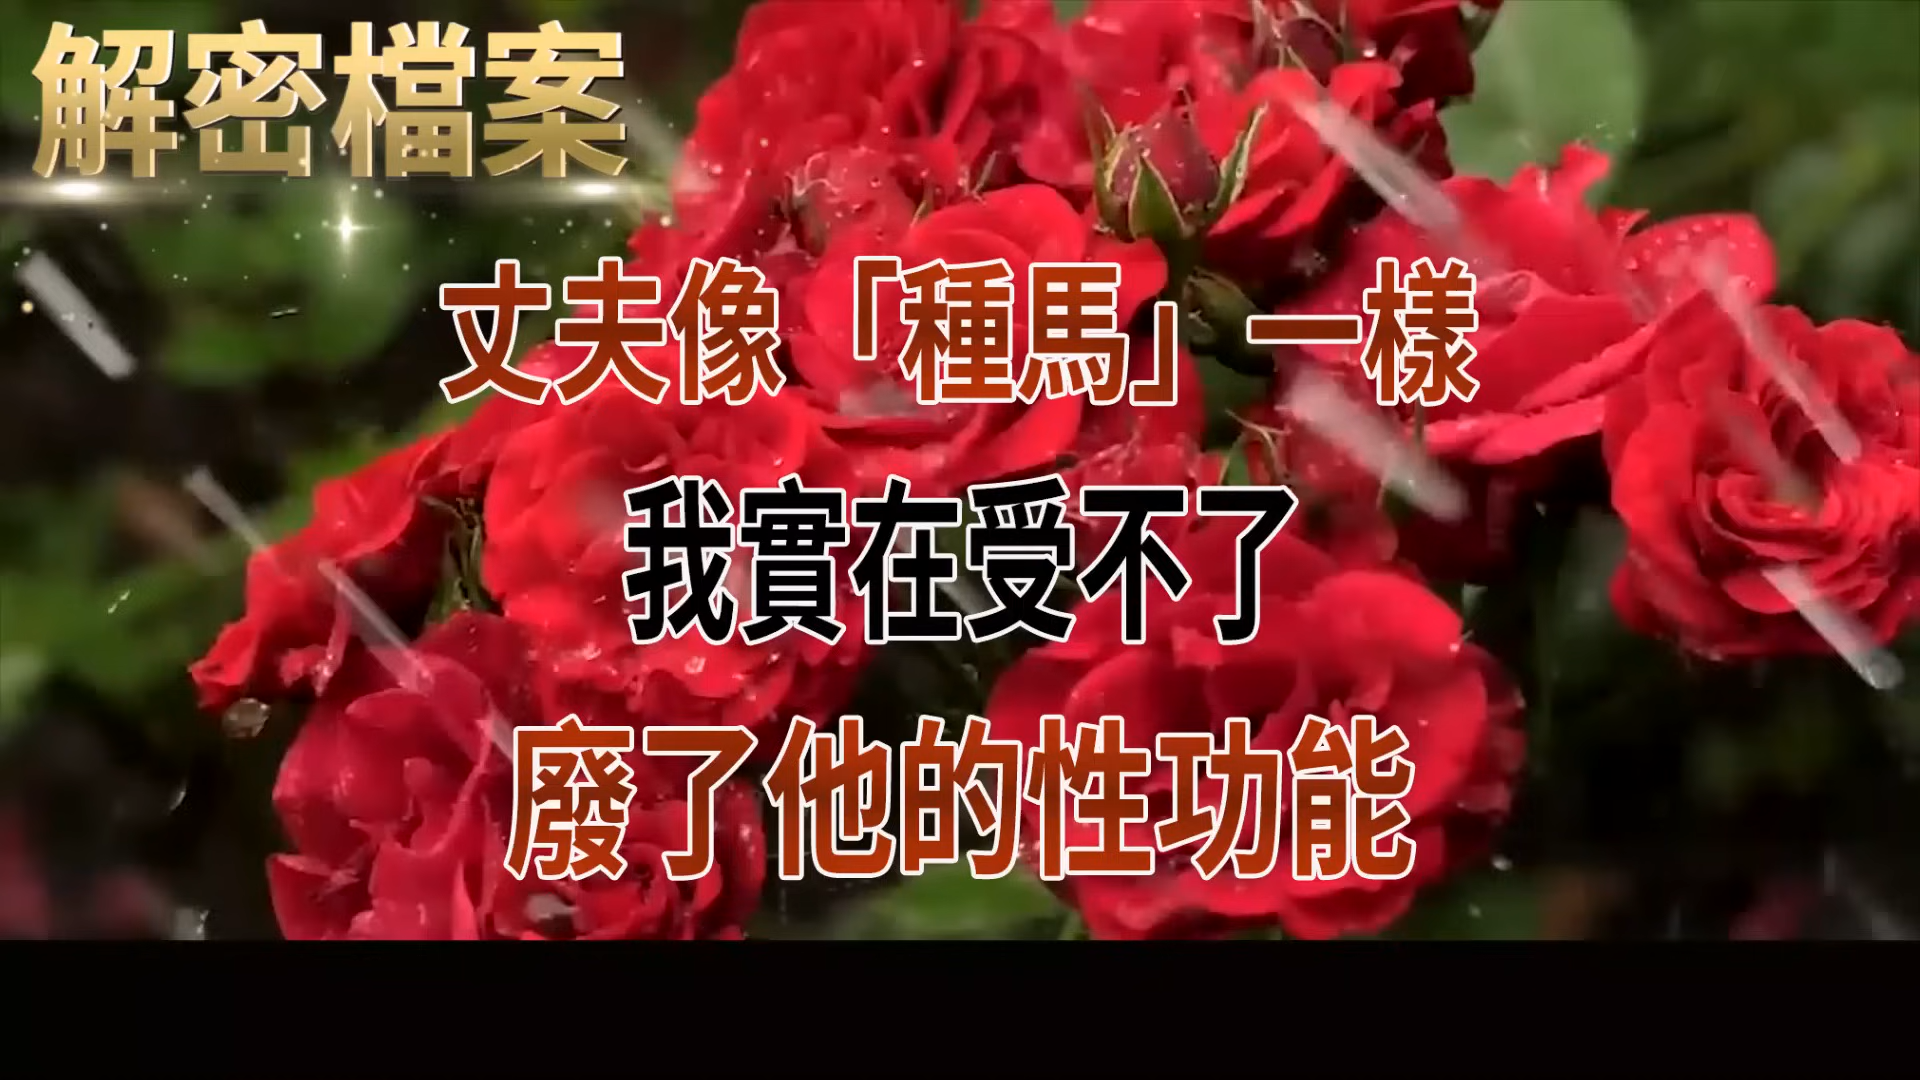 解密檔案
丈夫像「種馬」一樣
我實在受不了
廢了他的性功能